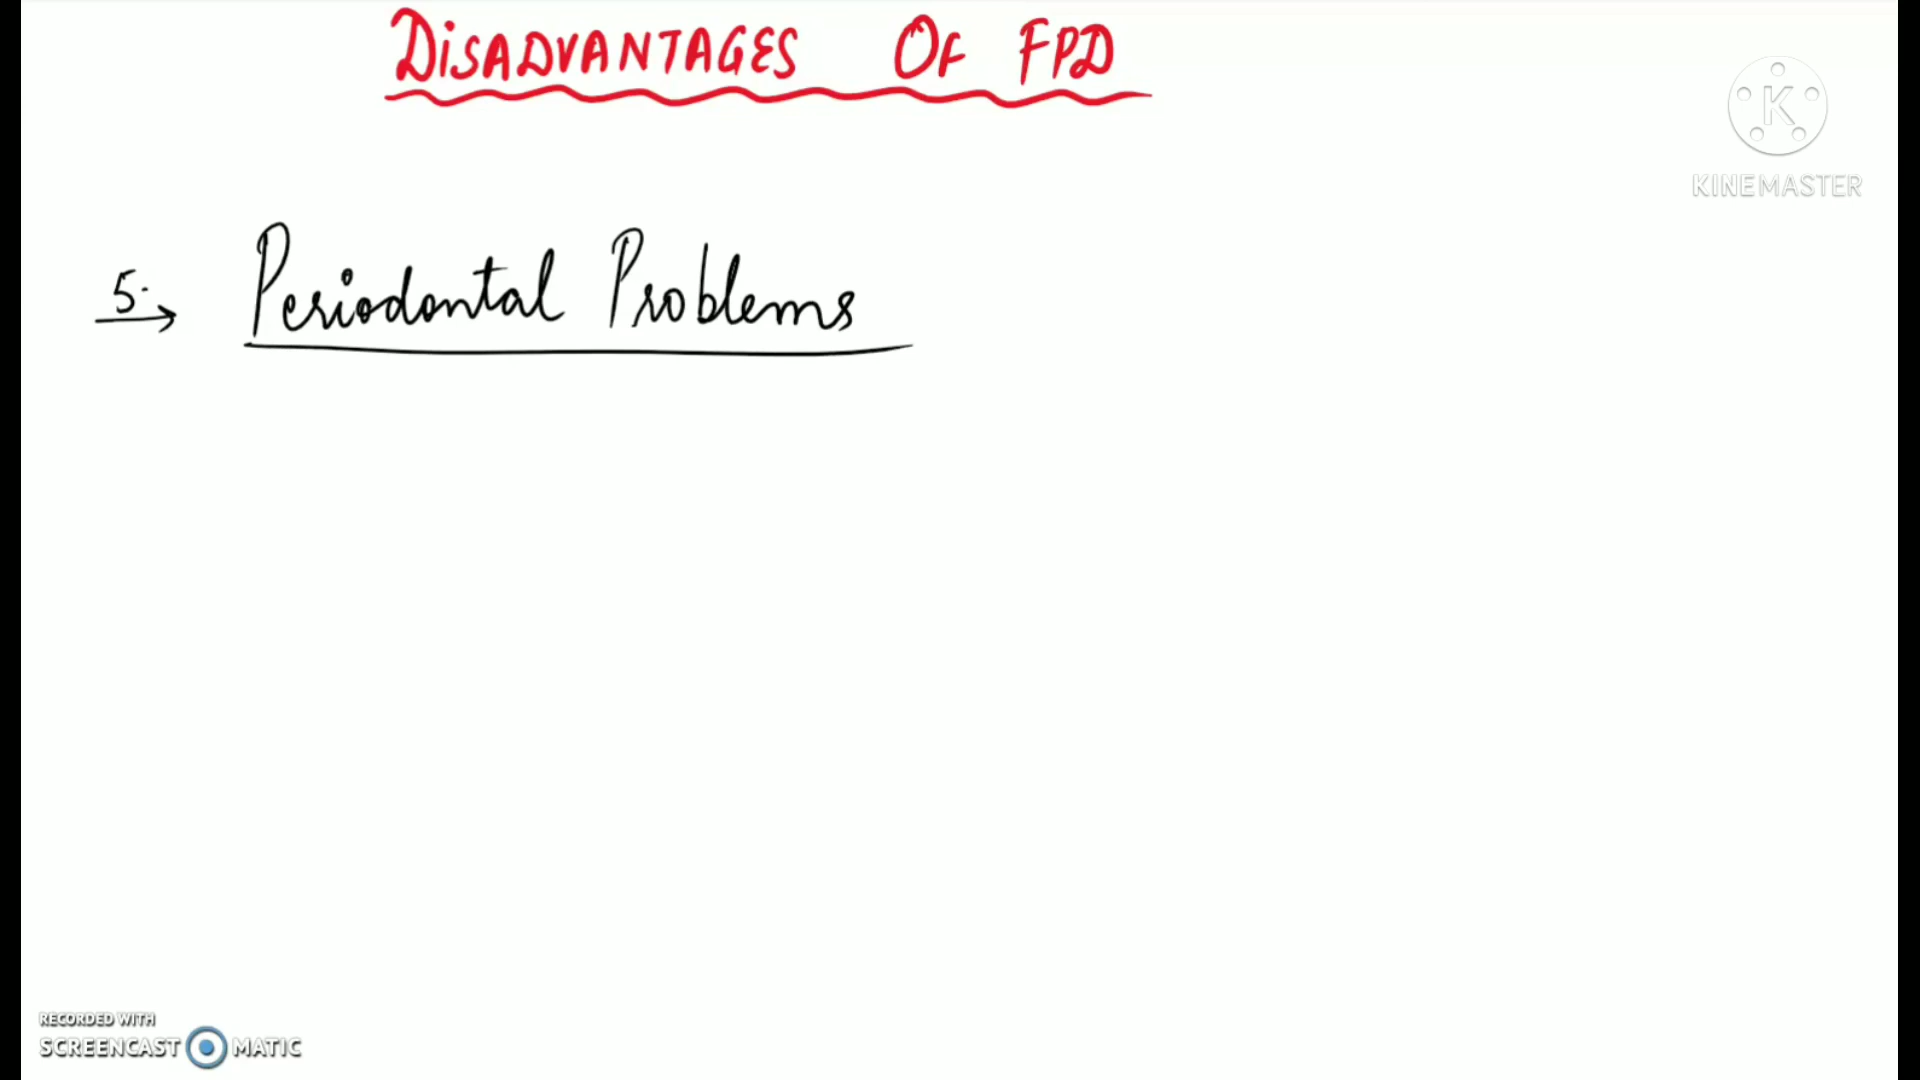 DISADVANTAGES OF FPD
K
KINEMASTER
5. Periodontal Problems
RECORDED WITH
SCREENCAST MATIC